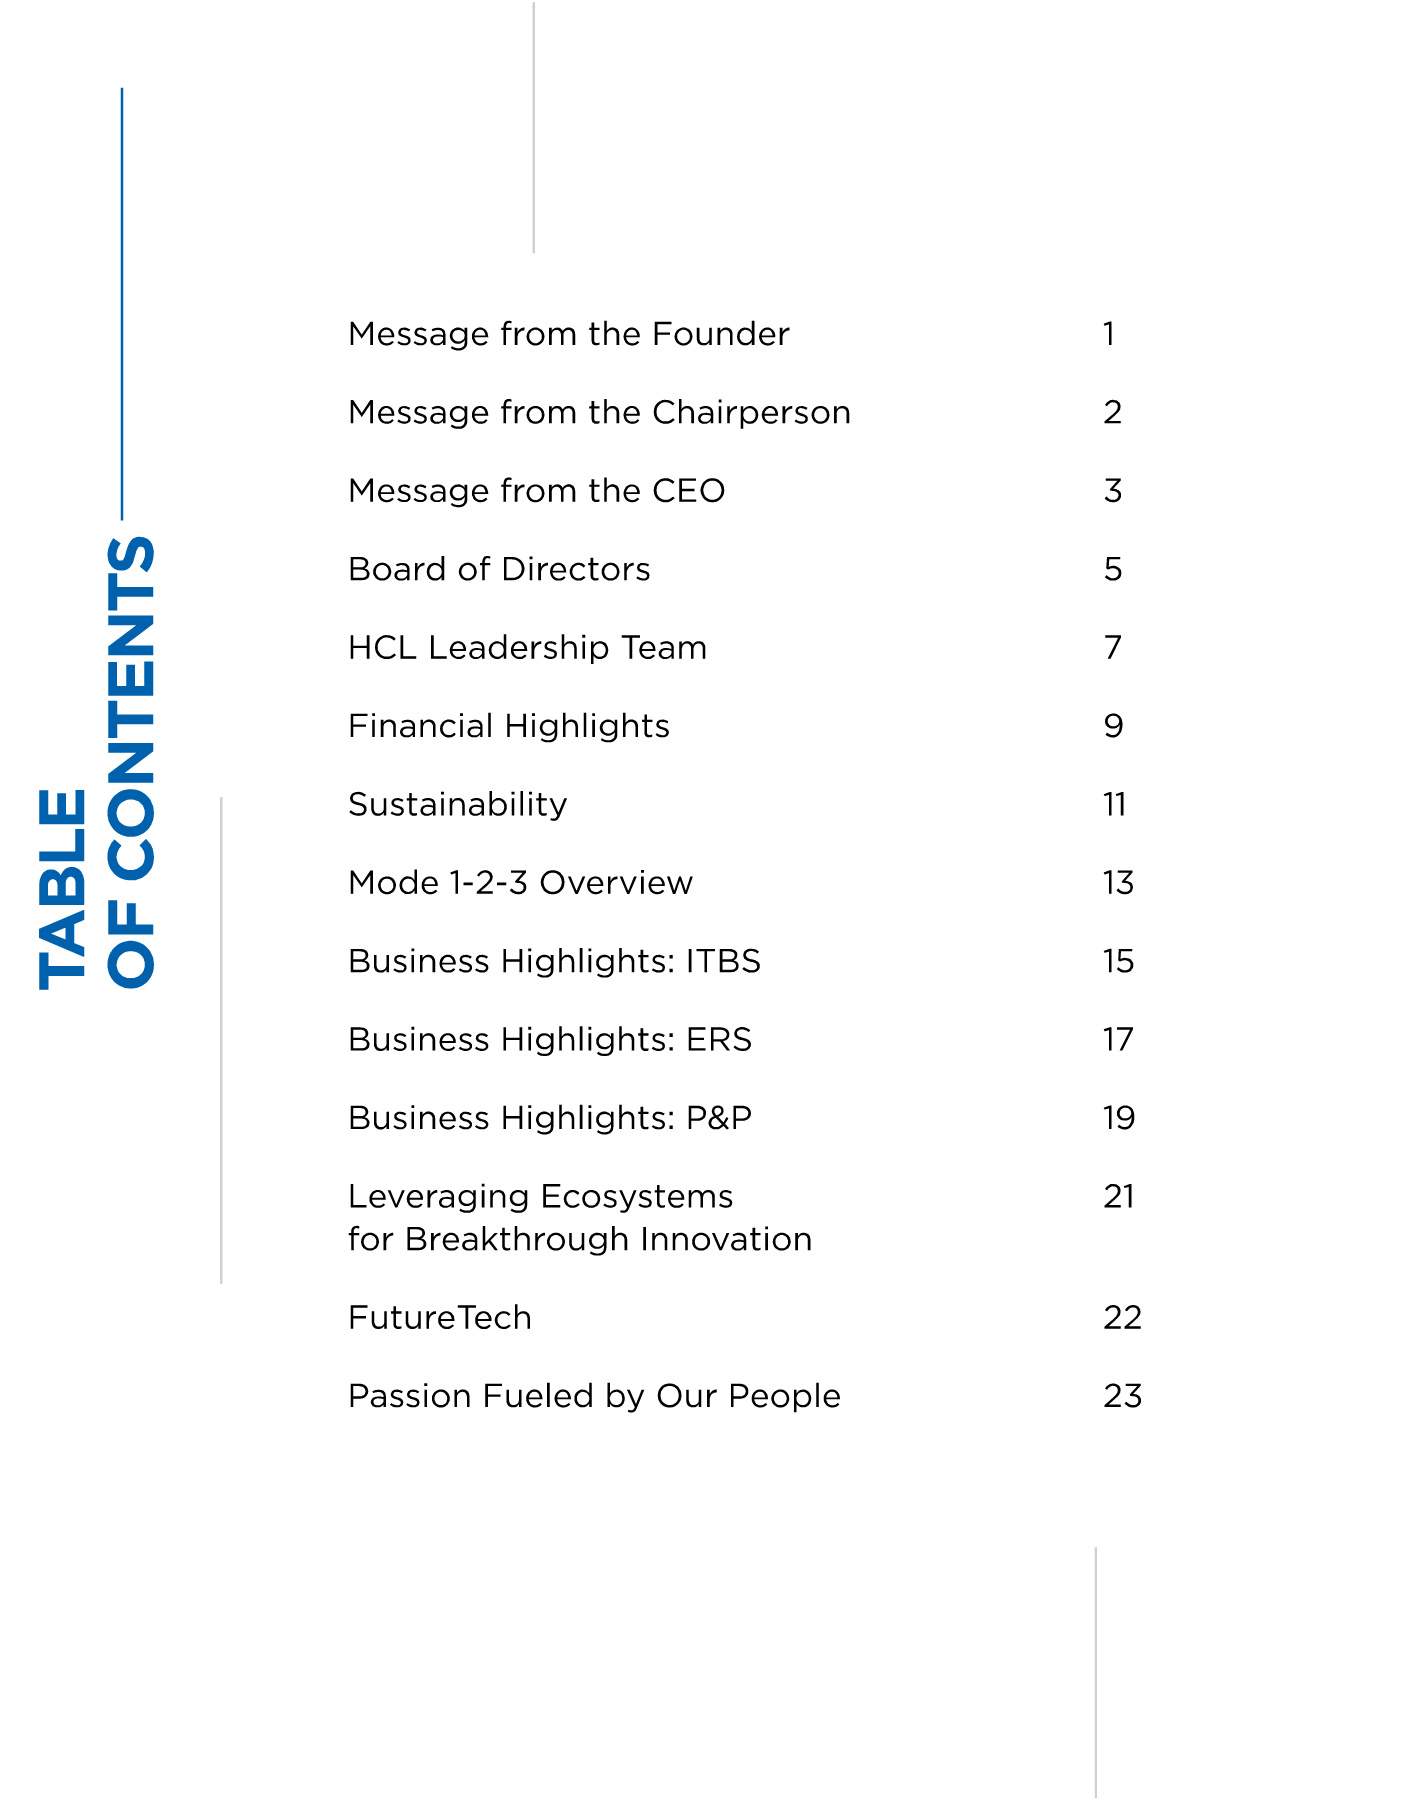 TABLE
OF CONTENTS
Message from the Founder 1
Message from the Chairperson 2
Message from the CEO 3
Board of Directors 5
HCL Leadership Team 7
Financial Highlights 9
Sustainability 11
Mode 1-2-3 Overview 13
Business Highlights: ITBS 15
Business Highlights: ERS 17
Business Highlights: P&P 19
Leveraging Ecosystems 21
for Breakthrough Innovation
FutureTech 22
Passion Fueled by Our People 23